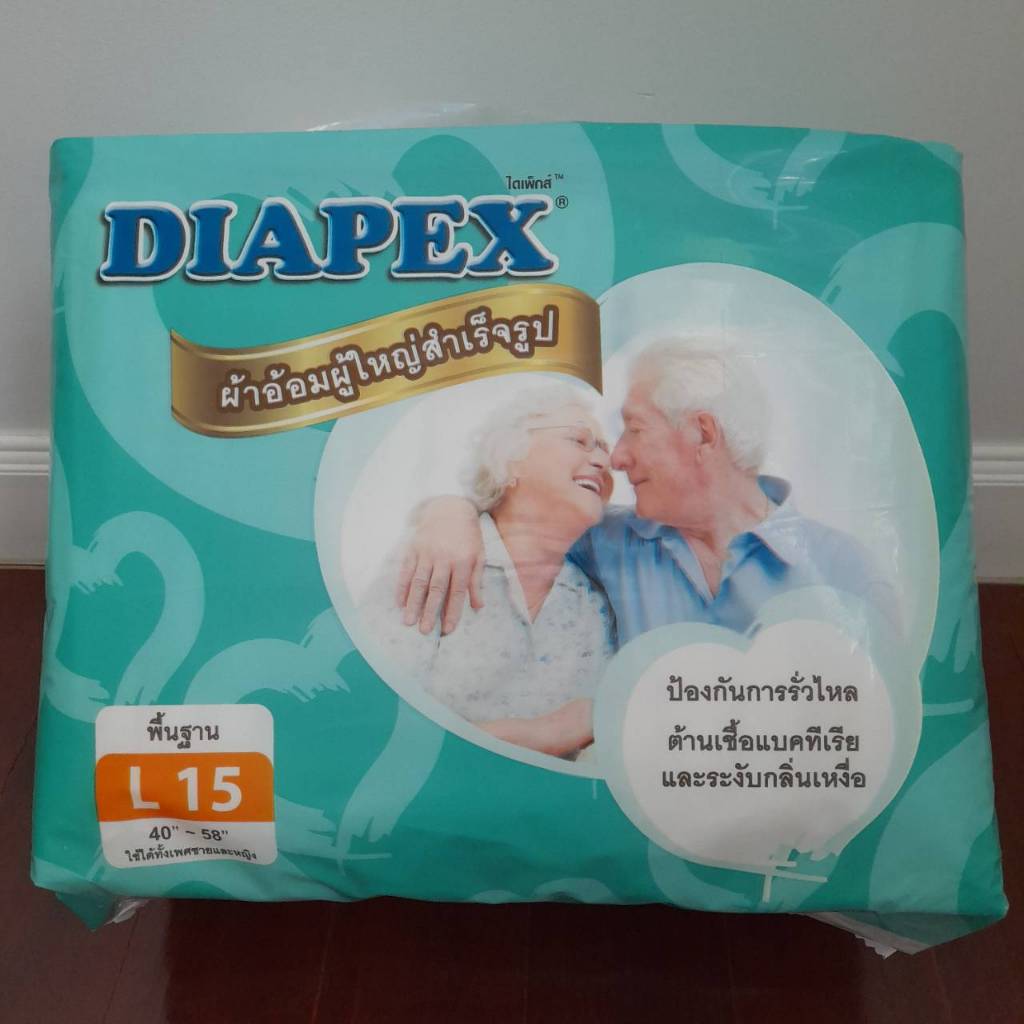 ไดเพ็กส์™
DIAPEX®
ผ้าอ้อมผู้ใหญ่สำเร็จรูป
ป้องกันการรั่วไหล
ต้านเชื้อแบคทีเรีย
และระงับกลิ่นเหงื่อ
พื้นฐาน
L 15
40" ~ 58"
ใช้ได้ทั้งเพศชายและหญิง